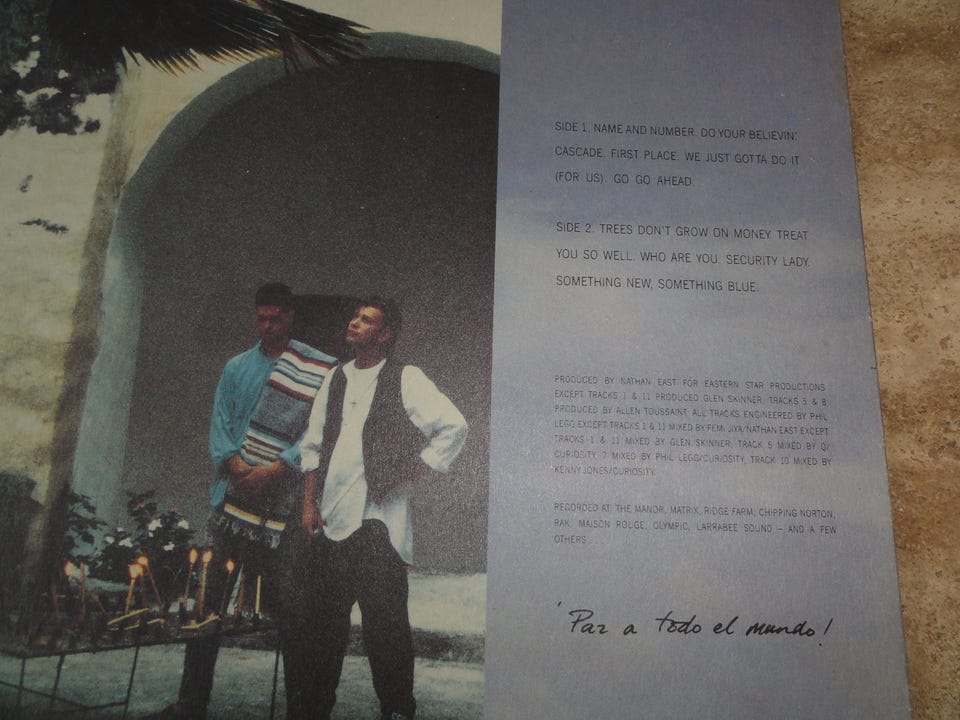 SIDE 1. NAME AND NUMBER. DO YOUR BELIEVIN'.
CASCADE. FIRST PLACE. WE JUST GOTTA DO IT
(FOR US). GO GO AHEAD.
SIDE 2. TREES DON'T GROW ON MONEY. TREAT
YOU SO WELL. WHO ARE YOU. SECURITY LADY.
SOMETHING NEW, SOMETHING BLUE.
PRODUCED BY NATHAN EAST FOR EASTERN STAR PRODUCTIONS
EXCEPT TRACKS 1 & 11 PRODUCED GLEN SKINNER, TRACKS 5 & 8
PRODUCED BY ALLEN TOUSSAINT. ALL TRACKS ENGINEERED BY PHIL
LEGG EXCEPT TRACKS 1 & 11 MIXED BY FEMI JIYA/NATHAN EAST EXCEPT
TRACKS 1 & 11 MIXED BY GLEN SKINNER, TRACK 5 MIXED BY Q/
CURIOSITY 7 MIXED BY PHIL LEGG/CURIOSITY, TRACK 10 MIXED BY
KENNY JONES/CURIOSITY.
RECORDED AT: THE MANOR, MATRIX, RIDGE FARM, CHIPPING NORTON,
RAK, MAISON ROUGE, OLYMPIC, LARRABEE SOUND – AND A FEW
OTHERS . . .
'Paz a todo el mundo!